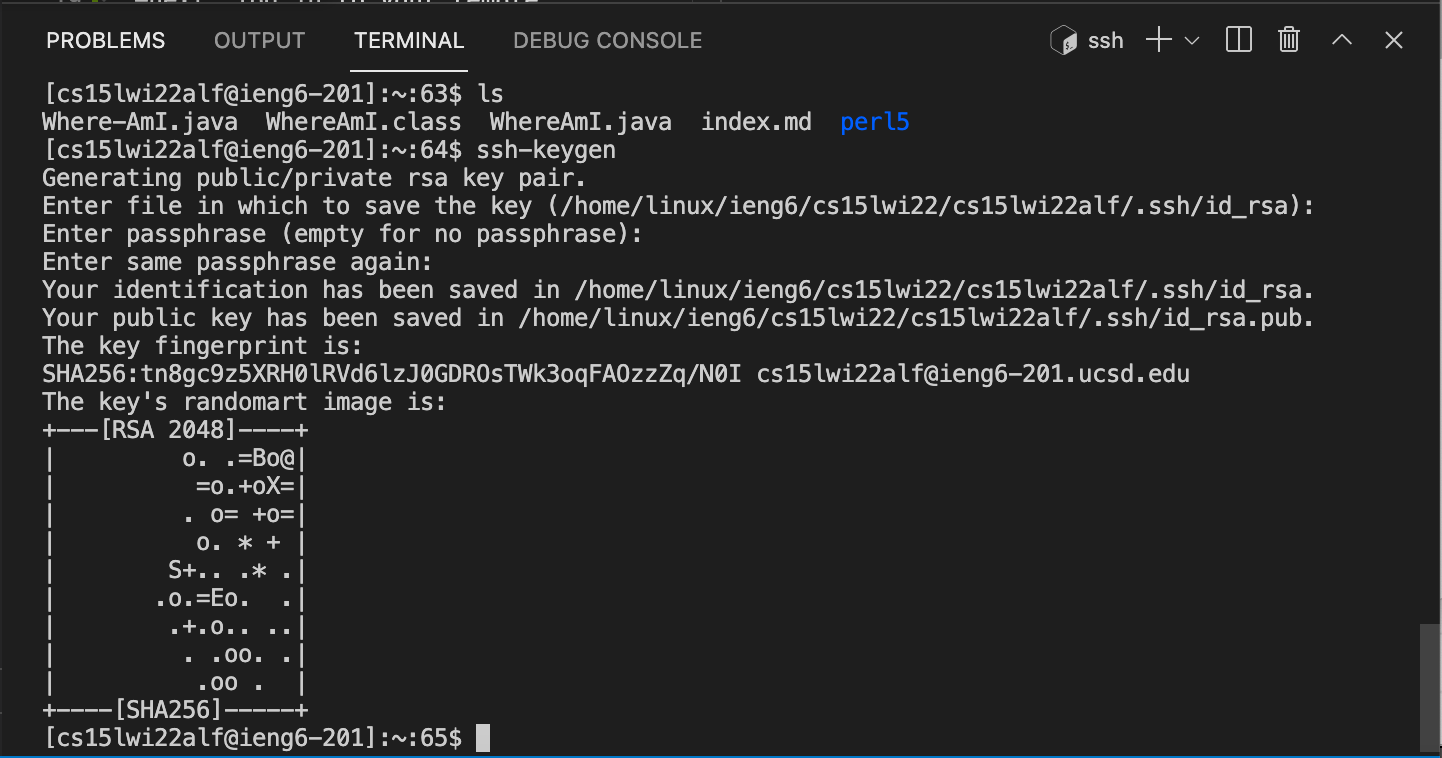 PROBLEMS OUTPUT TERMINAL DEBUG CONSOLE ssh
[cs15lwi22alf@ieng6-201]:~:63$ ls
Where-AmI.java  WhereAmI.class  WhereAmI.java  index.md  perl5
[cs15lwi22alf@ieng6-201]:~:64$ ssh-keygen
Generating public/private rsa key pair.
Enter file in which to save the key (/home/linux/ieng6/cs15lwi22/cs15lwi22alf/.ssh/id_rsa):
Enter passphrase (empty for no passphrase):
Enter same passphrase again:
Your identification has been saved in /home/linux/ieng6/cs15lwi22/cs15lwi22alf/.ssh/id_rsa.
Your public key has been saved in /home/linux/ieng6/cs15lwi22/cs15lwi22alf/.ssh/id_rsa.pub.
The key fingerprint is:
SHA256:tn8gc9z5XRH0lRVd6lzJ0GDROsTWk3oqFAOzzZq/N0I cs15lwi22alf@ieng6-201.ucsd.edu
The key's randomart image is:
+---[RSA 2048]----+
|         o. .=Bo@|
|          =o.+oX=|
|         . o= +o=|
|          o. * + |
|        S+.. .* .|
|       .o.=Eo.  .|
|        .+.o.. ..|
|         . .oo. .|
|          .oo .  |
+----[SHA256]-----+
[cs15lwi22alf@ieng6-201]:~:65$